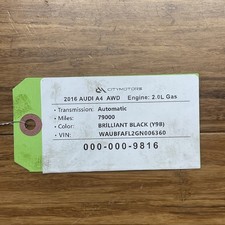 CITYMOTORS
2016 AUDI A4 AWD Engine: 2.0L Gas
• Transmission: Automatic
• Miles: 79000
• Color: BRILLIANT BLACK (Y9B)
• VIN: WAUBFAFL2GN006360
000-000-9816